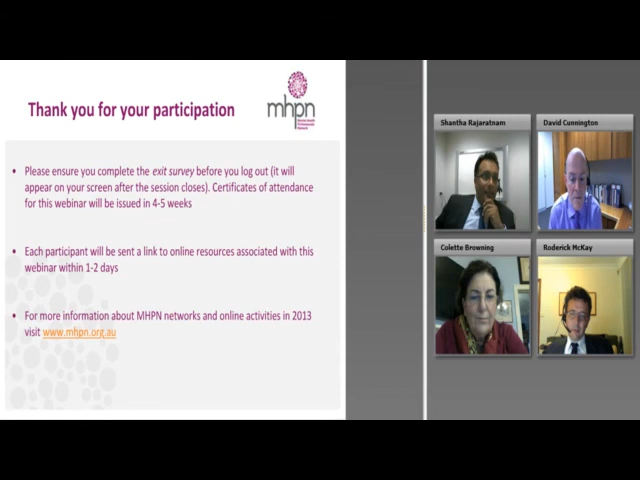 Thank you for your participation
mhpn
Mental Health
Professionals
Network
• Please ensure you complete the exit survey before you log out (it will
appear on your screen after the session closes). Certificates of attendance
for this webinar will be issued in 4-5 weeks
• Each participant will be sent a link to online resources associated with this
webinar within 1-2 days
• For more information about MHPN networks and online activities in 2013
visit www.mhpn.org.au
Shantha Rajaratnam
David Cunnington
Colette Browning
Roderick McKay